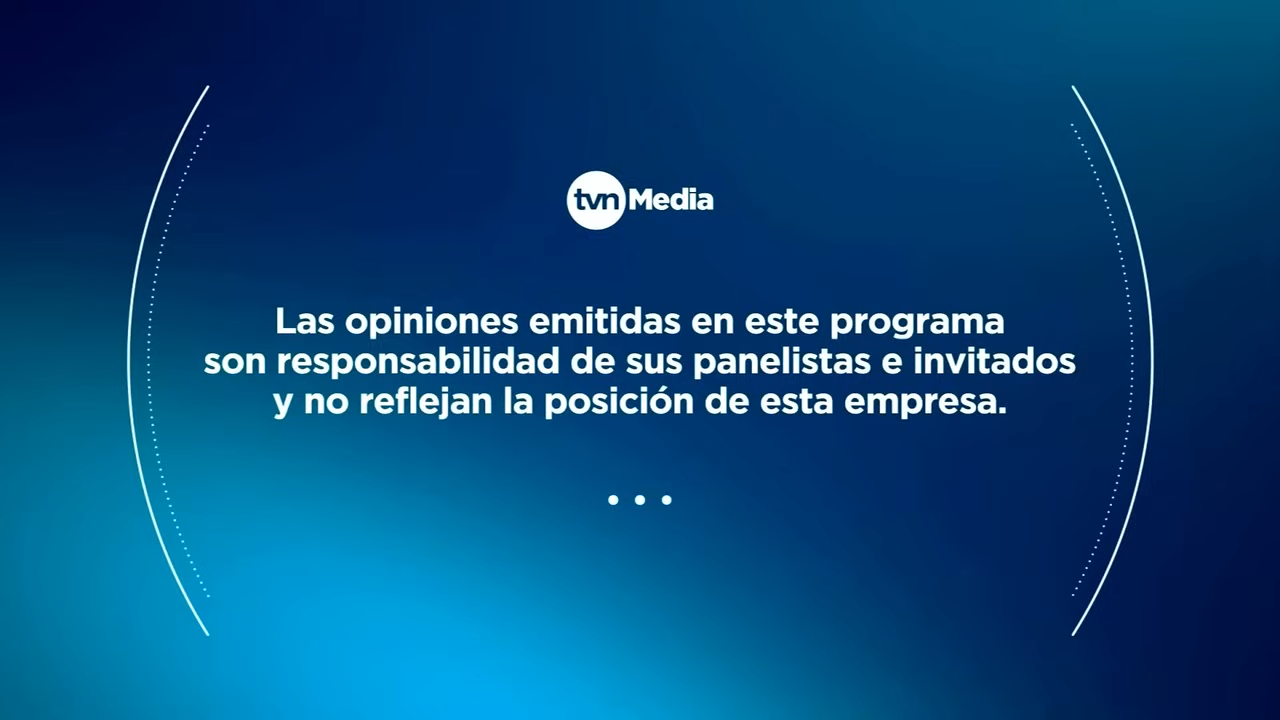 tvn Media
Las opiniones emitidas en este programa
son responsabilidad de sus panelistas e invitados
y no reflejan la posición de esta empresa.
...